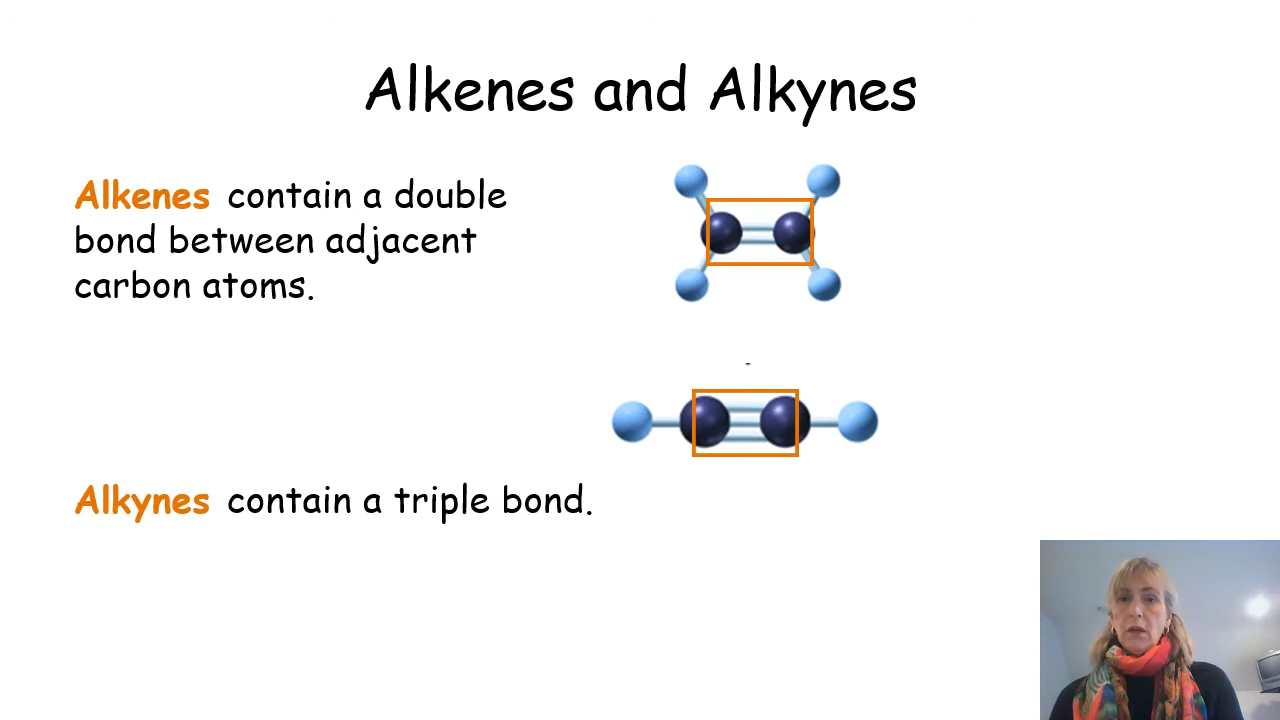 Alkenes and Alkynes
Alkenes contain a double
bond between adjacent
carbon atoms.
Alkynes contain a triple bond.